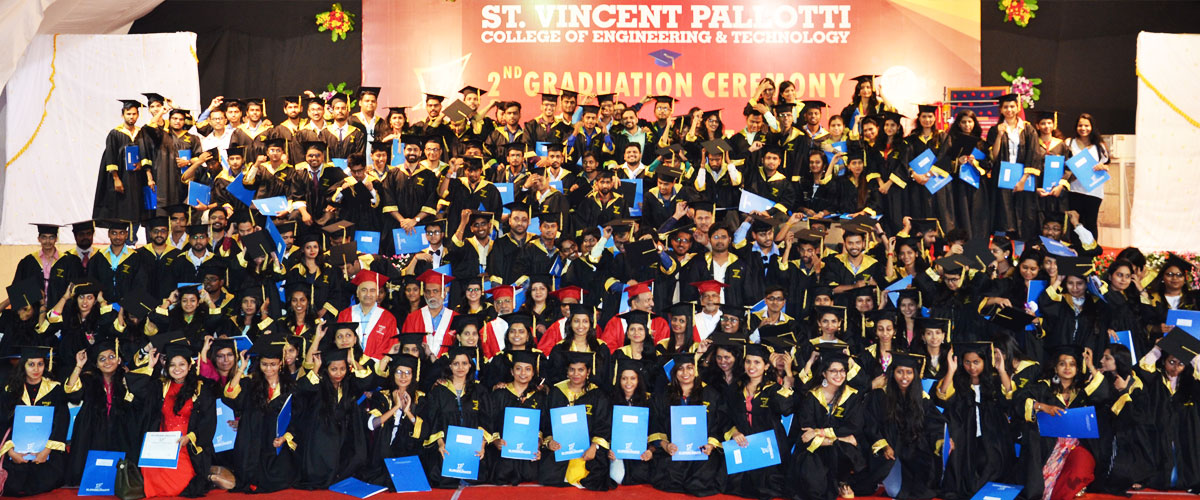 ST. VINCENT PALLOTTI
COLLEGE OF ENGINEERING & TECHNOLOGY
2ND GRADUATION CEREMONY